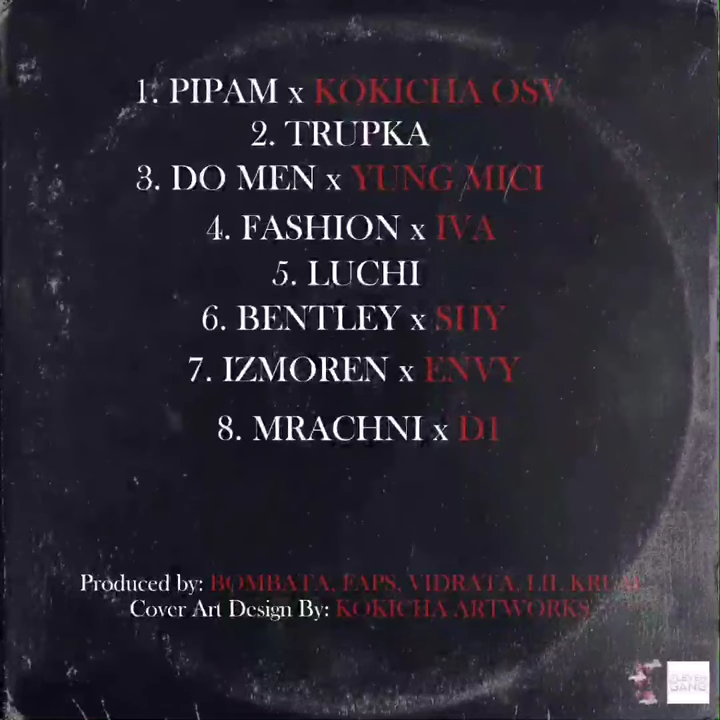 1. PIPAM x KOKICHA OSV
2. TRUPKA
3. DO MEN x YUNG MICI
4. FASHION x IVA
5. LUCHI
6. BENTLEY x SHY
7. IZMOREN x ENVY
8. MRACHNI x D1
Produced by: BOMBATA, FAPS, VIDRATA, LIL
Cover Art Design By: KOKICHA ARTWORKS
GANG